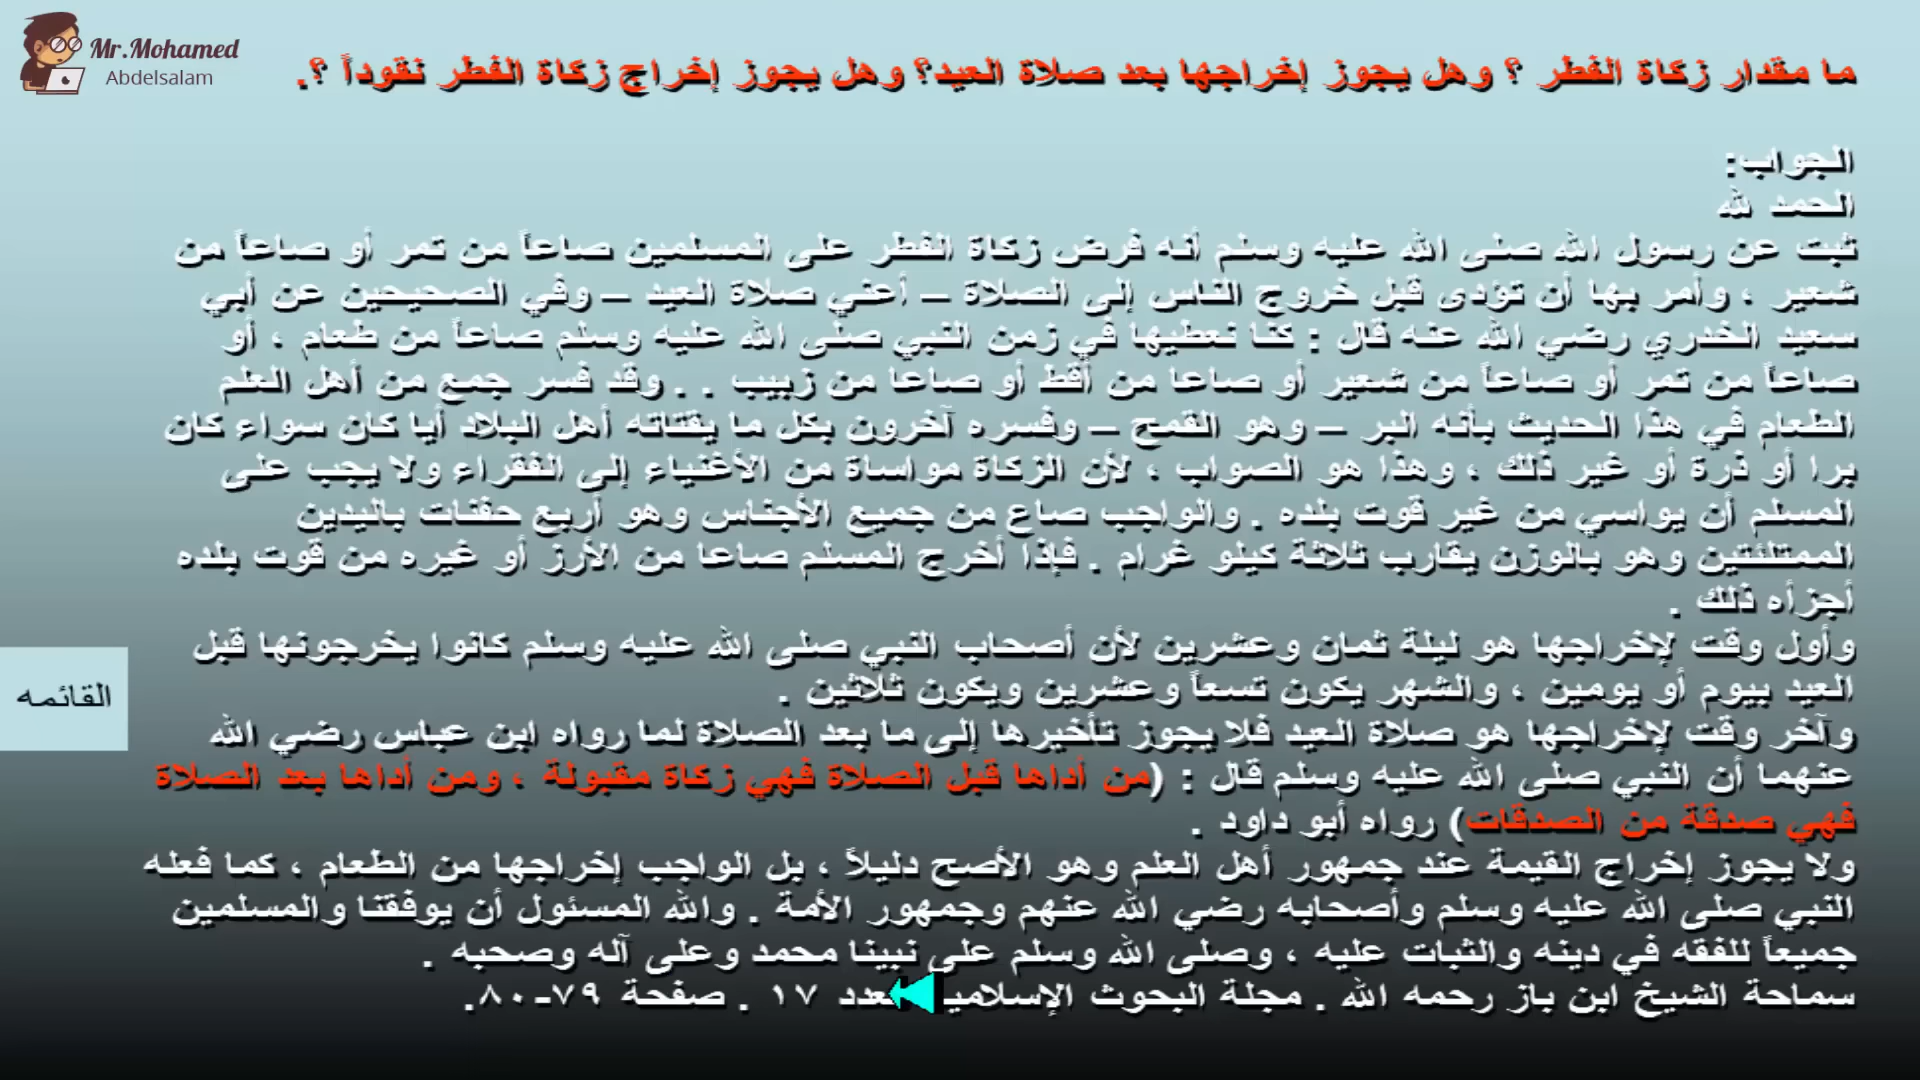 Mr.Mohamed
Abdelsalam
ما مقدار زكاة الفطر ؟ وهل يجوز إخراجها بعد صلاة العيد؟ وهل يجوز إخراج زكاة الفطر نقوداً ؟.
الجواب:
الحمد لله
ثبت عن رسول الله صلى الله عليه وسلم أنه فرض زكاة الفطر على المسلمين صاعاً من تمر أو صاعاً من
شعير ، وأمر بها أن تؤدى قبل خروج الناس إلى الصلاة – أعني صلاة العيد – وفي الصحيحين عن أبي
سعيد الخدري رضي الله عنه قال : كنا نعطيها في زمن النبي صلى الله عليه وسلم صاعاً من طعام ، أو
صاعاً من تمر أو صاعاً من شعير أو صاعا من أقط أو صاعا من زبيب . . وقد فسر جمع من أهل العلم
الطعام في هذا الحديث بأنه البر – وهو القمح – وفسره آخرون بكل ما يقتاته أهل البلاد أيا كان سواء كان
برا أو ذرة أو غير ذلك ، وهذا هو الصواب ، لأن الزكاة مواساة من الأغنياء إلى الفقراء ولا يجب على
المسلم أن يواسي من غير قوت بلده . والواجب صاع من جميع الأجناس وهو أربع حفنات باليدين
الممتلئتين وهو بالوزن يقارب ثلاثة كيلو غرام . فإذا أخرج المسلم صاعا من الأرز أو غيره من قوت بلده
أجزأه ذلك .
وأول وقت لإخراجها هو ليلة ثمان وعشرين لأن أصحاب النبي صلى الله عليه وسلم كانوا يخرجونها قبل
العيد بيوم أو يومين ، والشهر يكون تسعاً وعشرين ويكون ثلاثين .
القائمه
وآخر وقت لإخراجها هو صلاة العيد فلا يجوز تأخيرها إلى ما بعد الصلاة لما رواه ابن عباس رضي الله
عنهما أن النبي صلى الله عليه وسلم قال : (من أداها قبل الصلاة فهي زكاة مقبولة ، ومن أداها بعد الصلاة
فهي صدقة من الصدقات) رواه أبو داود .
ولا يجوز إخراج القيمة عند جمهور أهل العلم وهو الأصح دليلاً ، بل الواجب إخراجها من الطعام ، كما فعله
النبي صلى الله عليه وسلم وأصحابه رضي الله عنهم وجمهور الأمة . والله المسئول أن يوفقنا والمسلمين
جميعاً للفقه في دينه والثبات عليه ، وصلى الله وسلم على نبينا محمد وعلى آله وصحبه .
سماحة الشيخ ابن باز رحمه الله . مجلة البحوث ١٧ . صفحة ٧٩-٨٠.